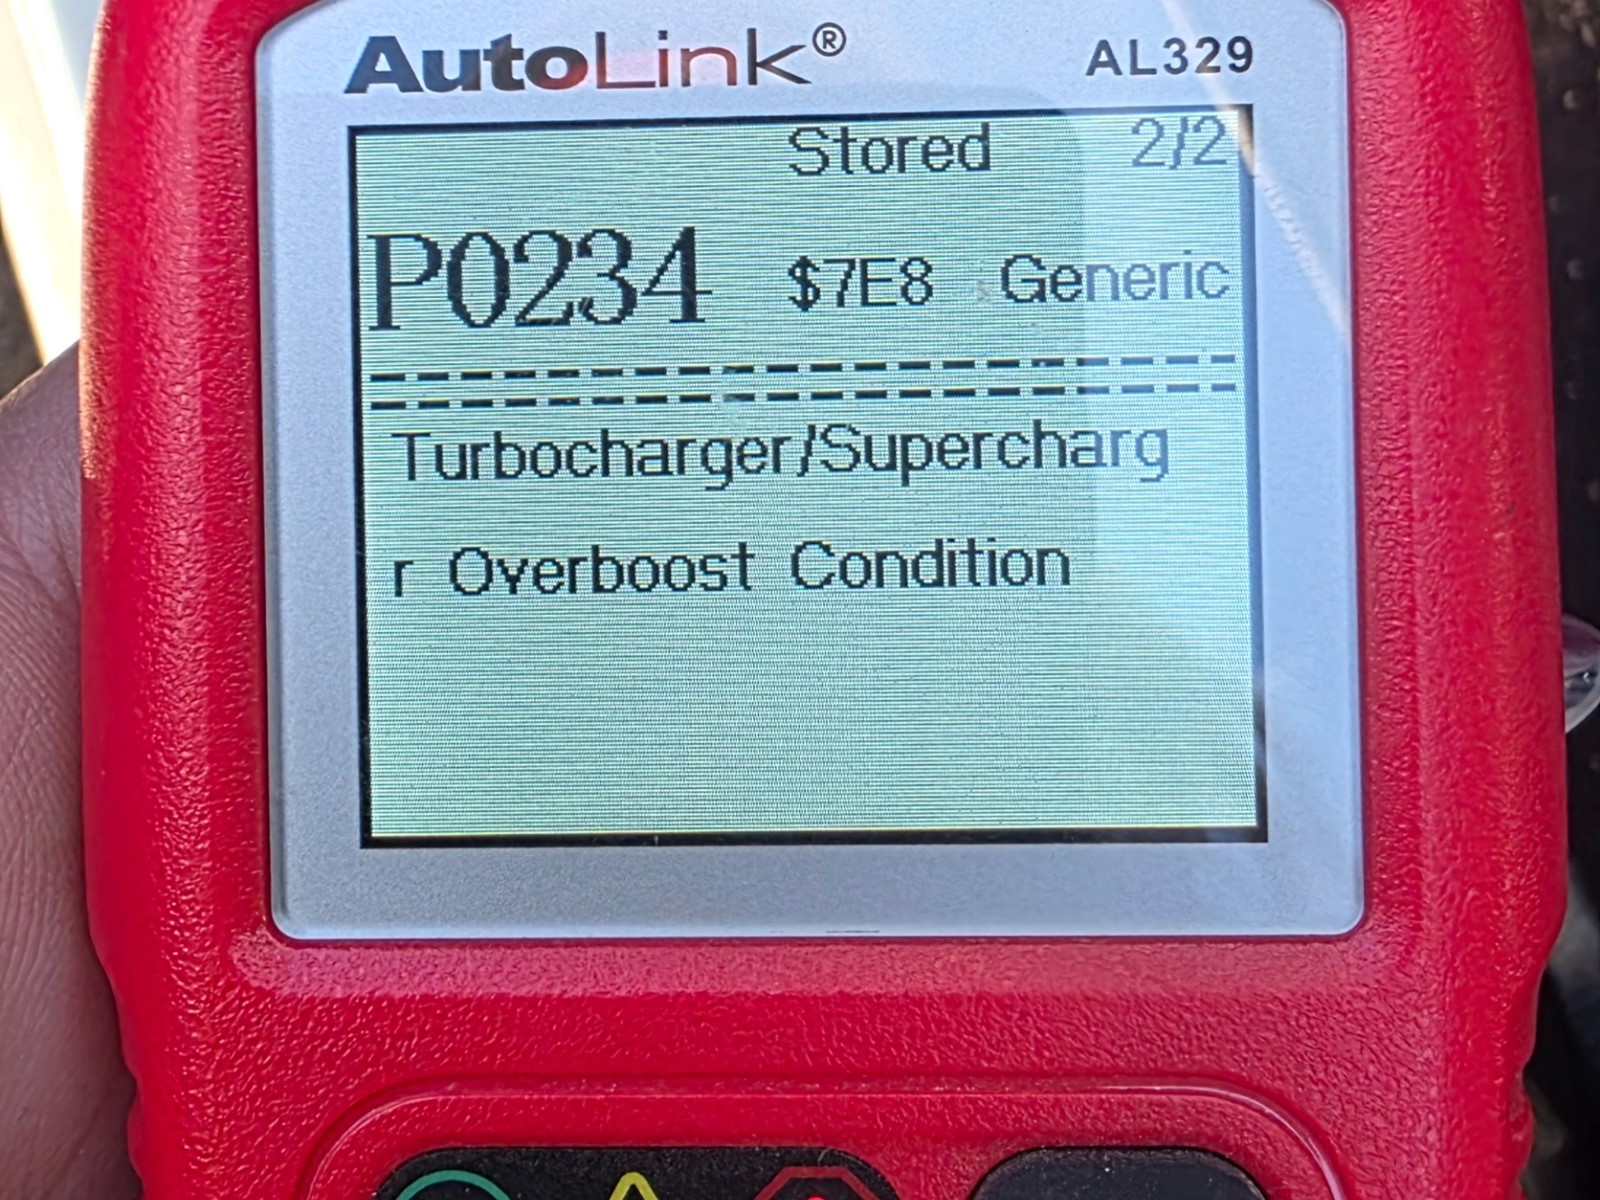 AutoLink® AL329
Stored 2/2
P0234 $7E8 Generic
Turbocharger/Supercharg
r Overboost Condition